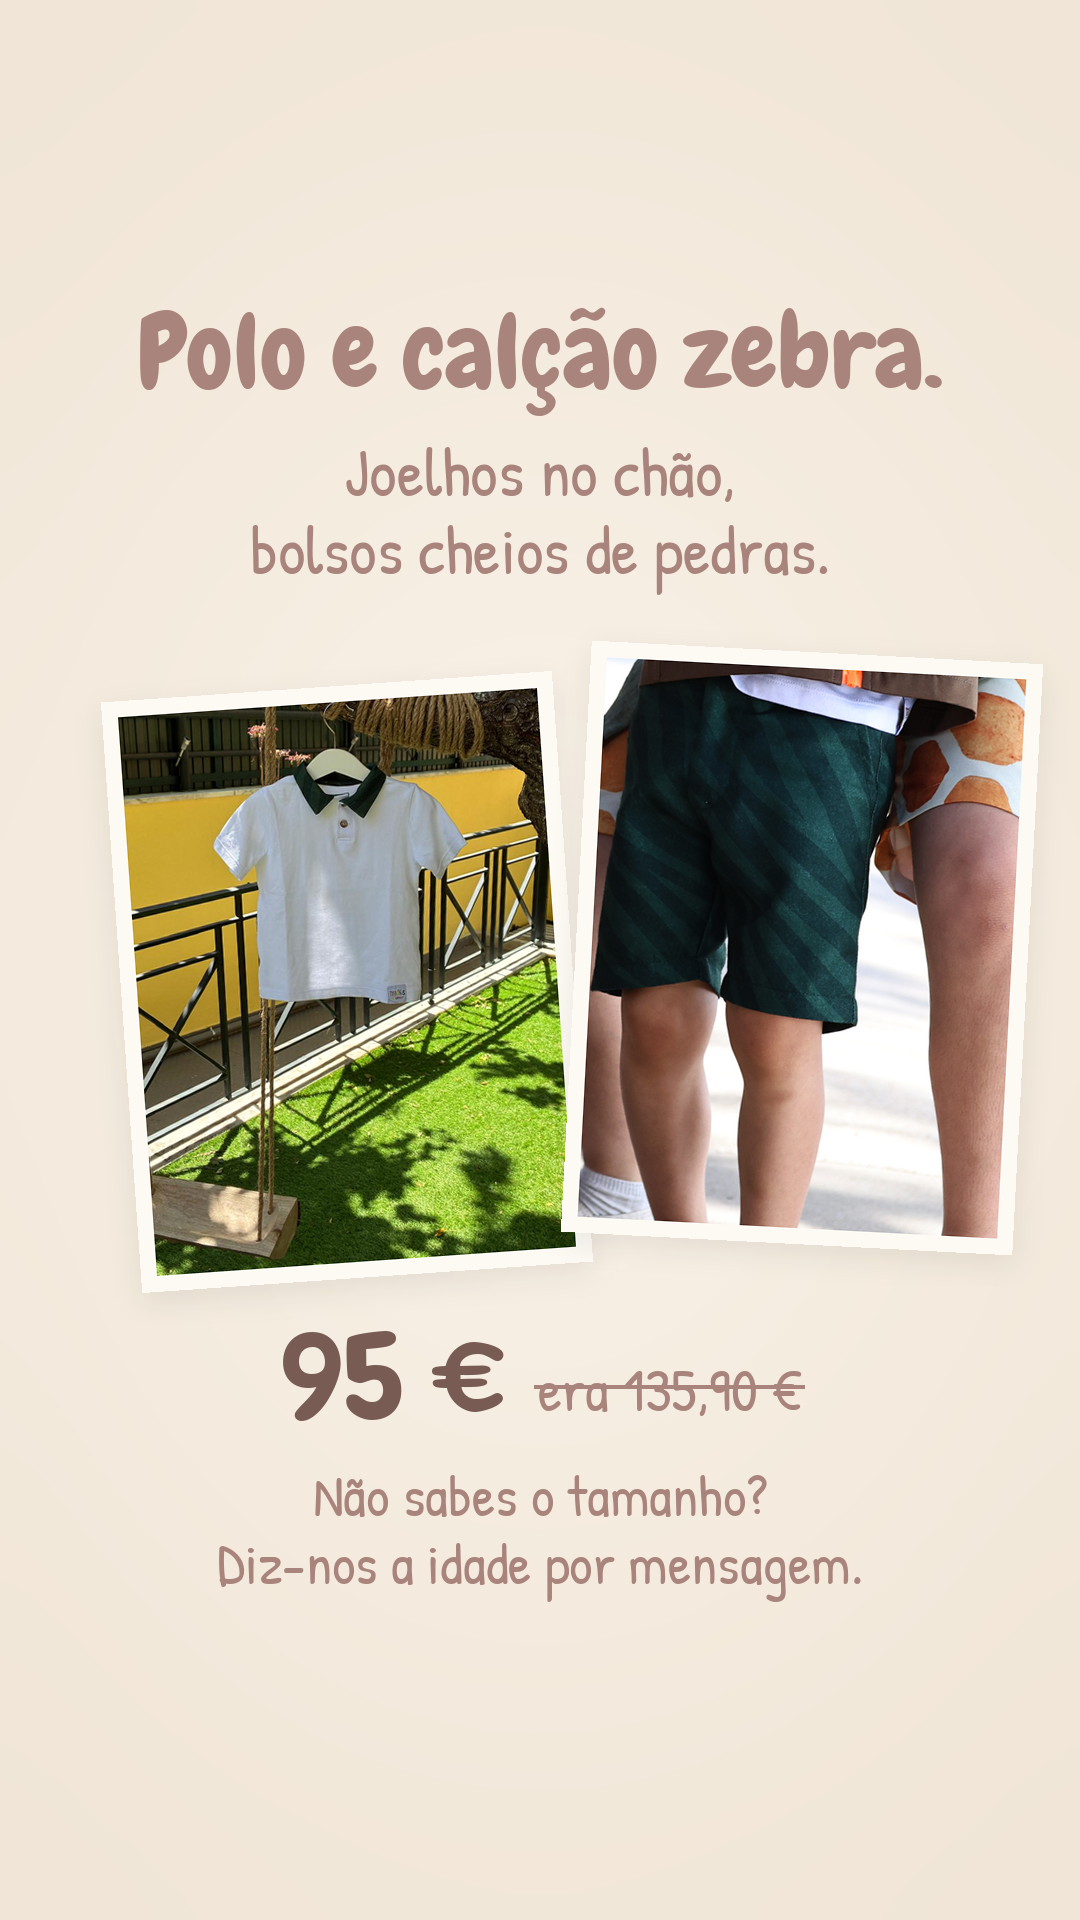 Polo e calção zebra.
Joelhos no chão,
bolsos cheios de pedras.
95 € era 135,90 €
Não sabes o tamanho?
Diz-nos a idade por mensagem.